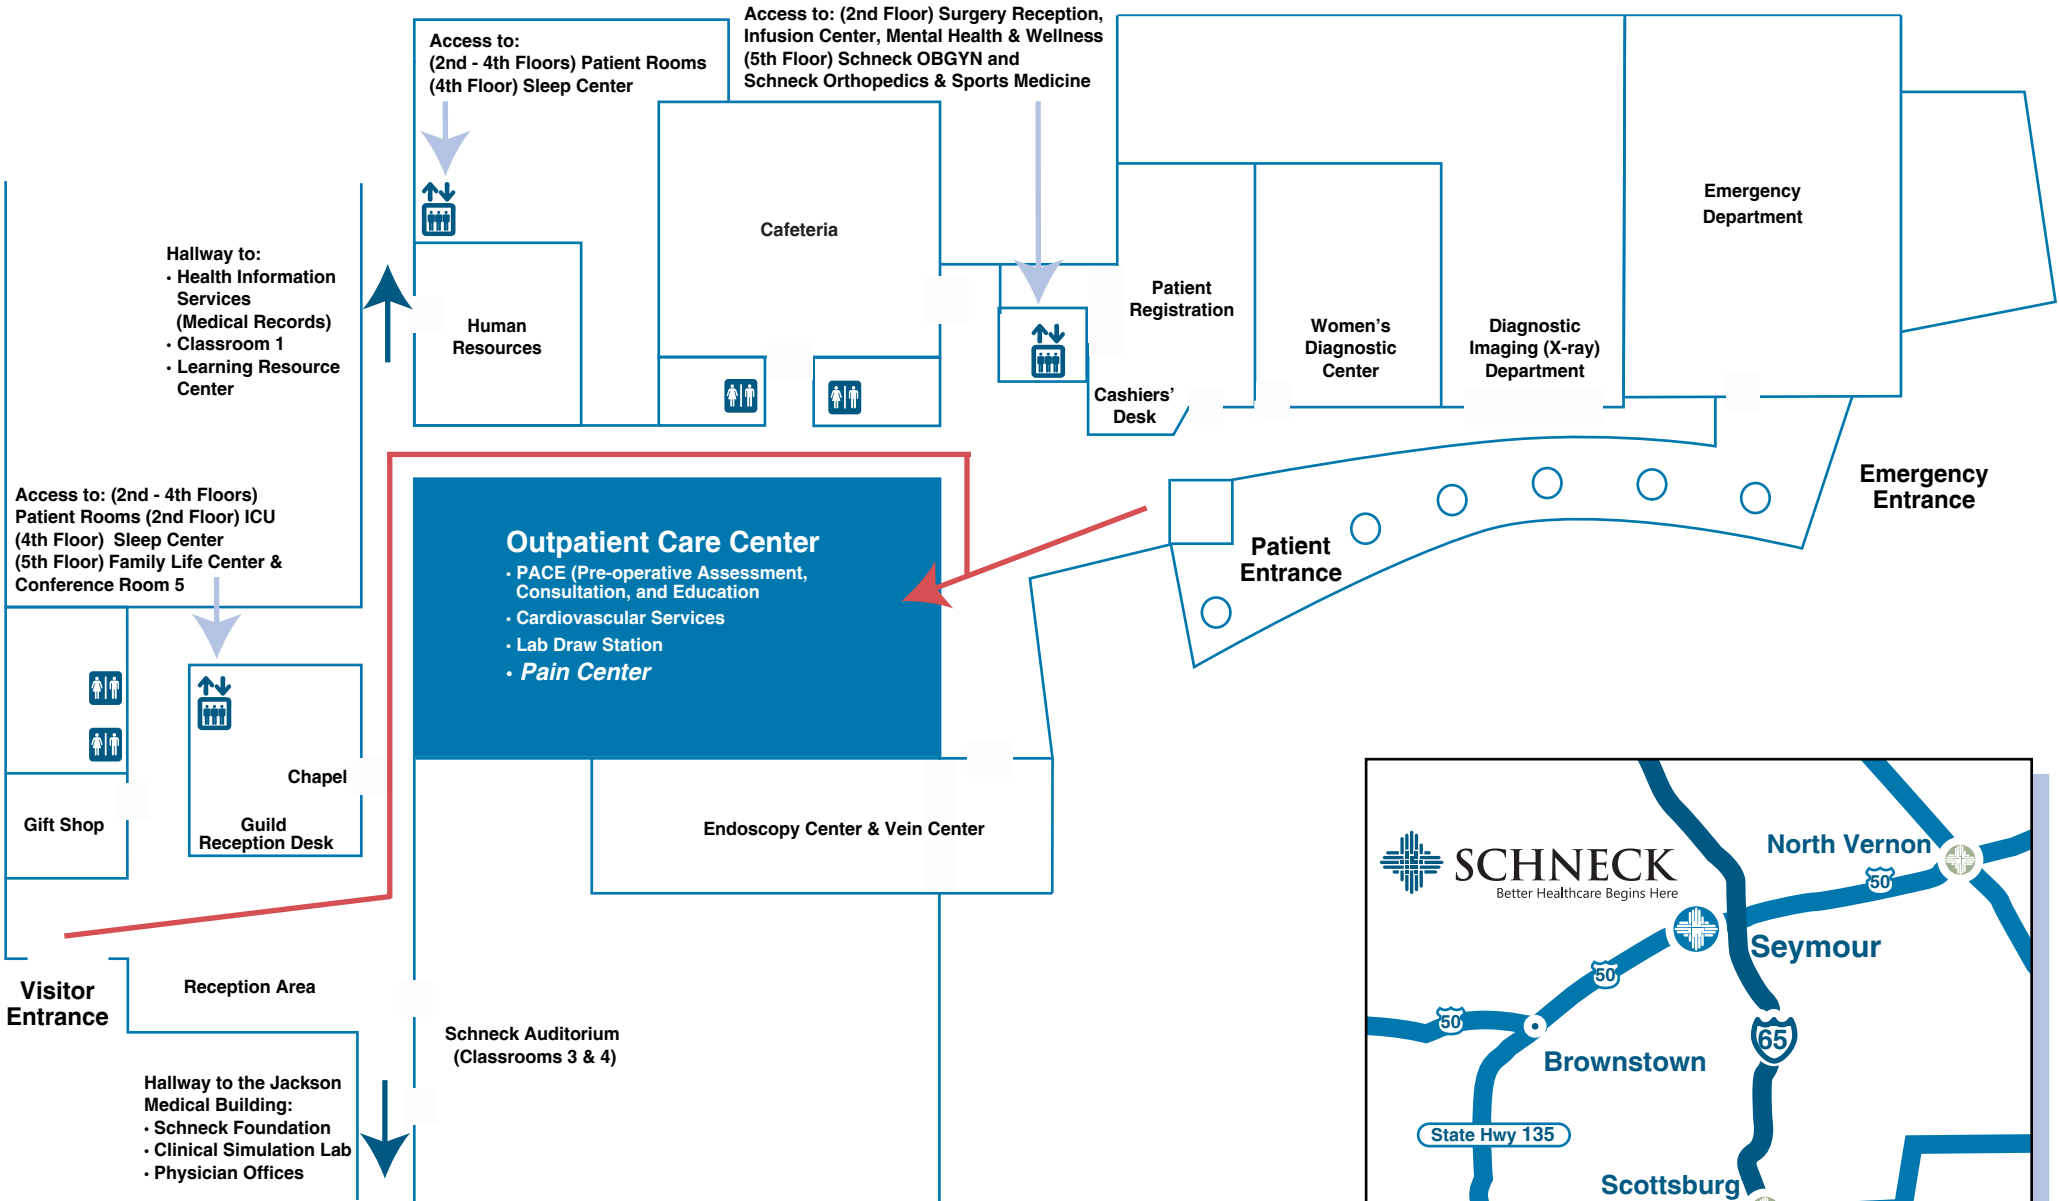 Access to:
(2nd - 4th Floors) Patient Rooms
(4th Floor) Sleep Center
Access to: (2nd Floor) Surgery Reception,
Infusion Center, Mental Health & Wellness
(5th Floor) Schneck OBGYN and
Schneck Orthopedics & Sports Medicine
Hallway to:
• Health Information
Services
(Medical Records)
• Classroom 1
• Learning Resource
Center
Human
Resources
Cafeteria
Patient
Registration
Cashiers’
Desk
Women’s
Diagnostic
Center
Diagnostic
Imaging (X-ray)
Department
Emergency
Department
Emergency
Entrance
Patient
Entrance
Access to: (2nd - 4th Floors)
Patient Rooms (2nd Floor) ICU
(4th Floor) Sleep Center
(5th Floor) Family Life Center &
Conference Room 5
Outpatient Care Center
• PACE (Pre-operative Assessment,
Consultation, and Education
• Cardiovascular Services
• Lab Draw Station
• Pain Center
Chapel
Gift Shop
Guild
Reception Desk
Endoscopy Center & Vein Center
Visitor
Entrance
Reception Area
Schneck Auditorium
(Classrooms 3 & 4)
Hallway to the Jackson
Medical Building:
• Schneck Foundation
• Clinical Simulation Lab
• Physician Offices
SCHNECK
Better Healthcare Begins Here
North Vernon
50
Seymour
50
50
65
Brownstown
State Hwy 135
Scottsburg